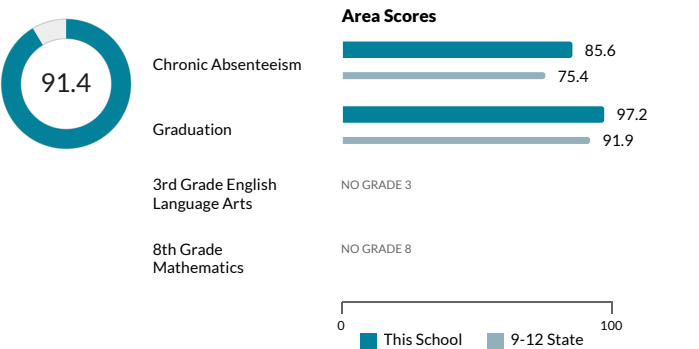 Area Scores
91.4
Chronic Absenteeism
85.6
75.4
Graduation
97.2
91.9
3rd Grade English
Language Arts
NO GRADE 3
8th Grade
Mathematics
NO GRADE 8
0
100
This School
9-12 State